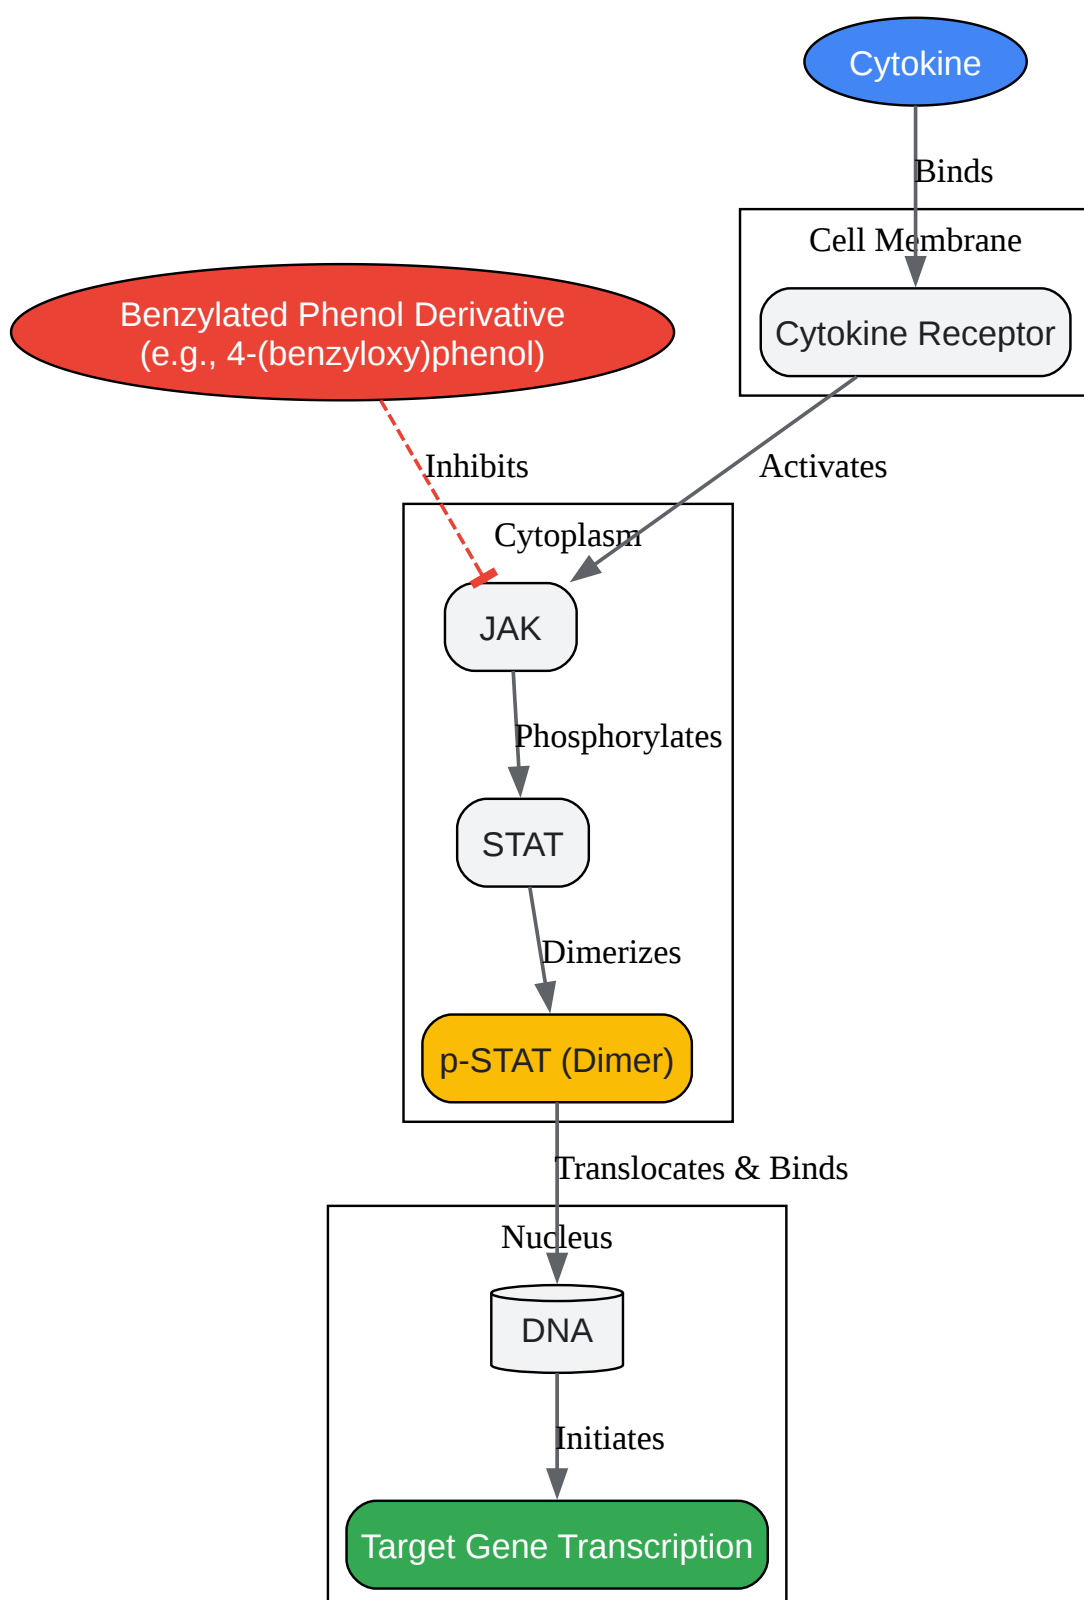 Cytokine
Binds
Cell Membrane
Cytokine Receptor
Benzylated Phenol Derivative
(e.g., 4-(benzyloxy)phenol)
Inhibits
Activates
Cytoplasm
JAK
Phosphorylates
STAT
Dimerizes
p-STAT (Dimer)
Translocates & Binds
Nucleus
DNA
Initiates
Target Gene Transcription